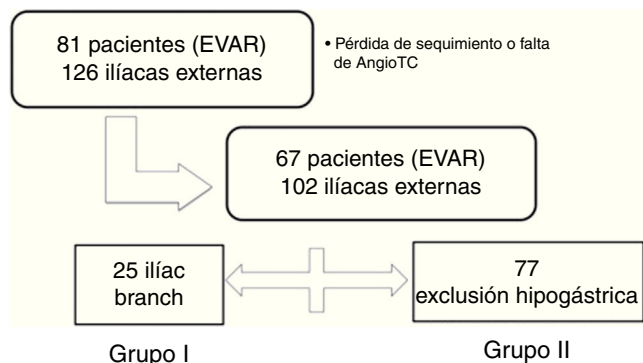 81 pacientes (EVAR)
126 ilíacas externas
• Pérdida de sequimiento o falta
de AngioTC
67 pacientes (EVAR)
102 ilíacas externas
25 ilíac
branch
77
exclusión hipogástrica
Grupo I
Grupo II